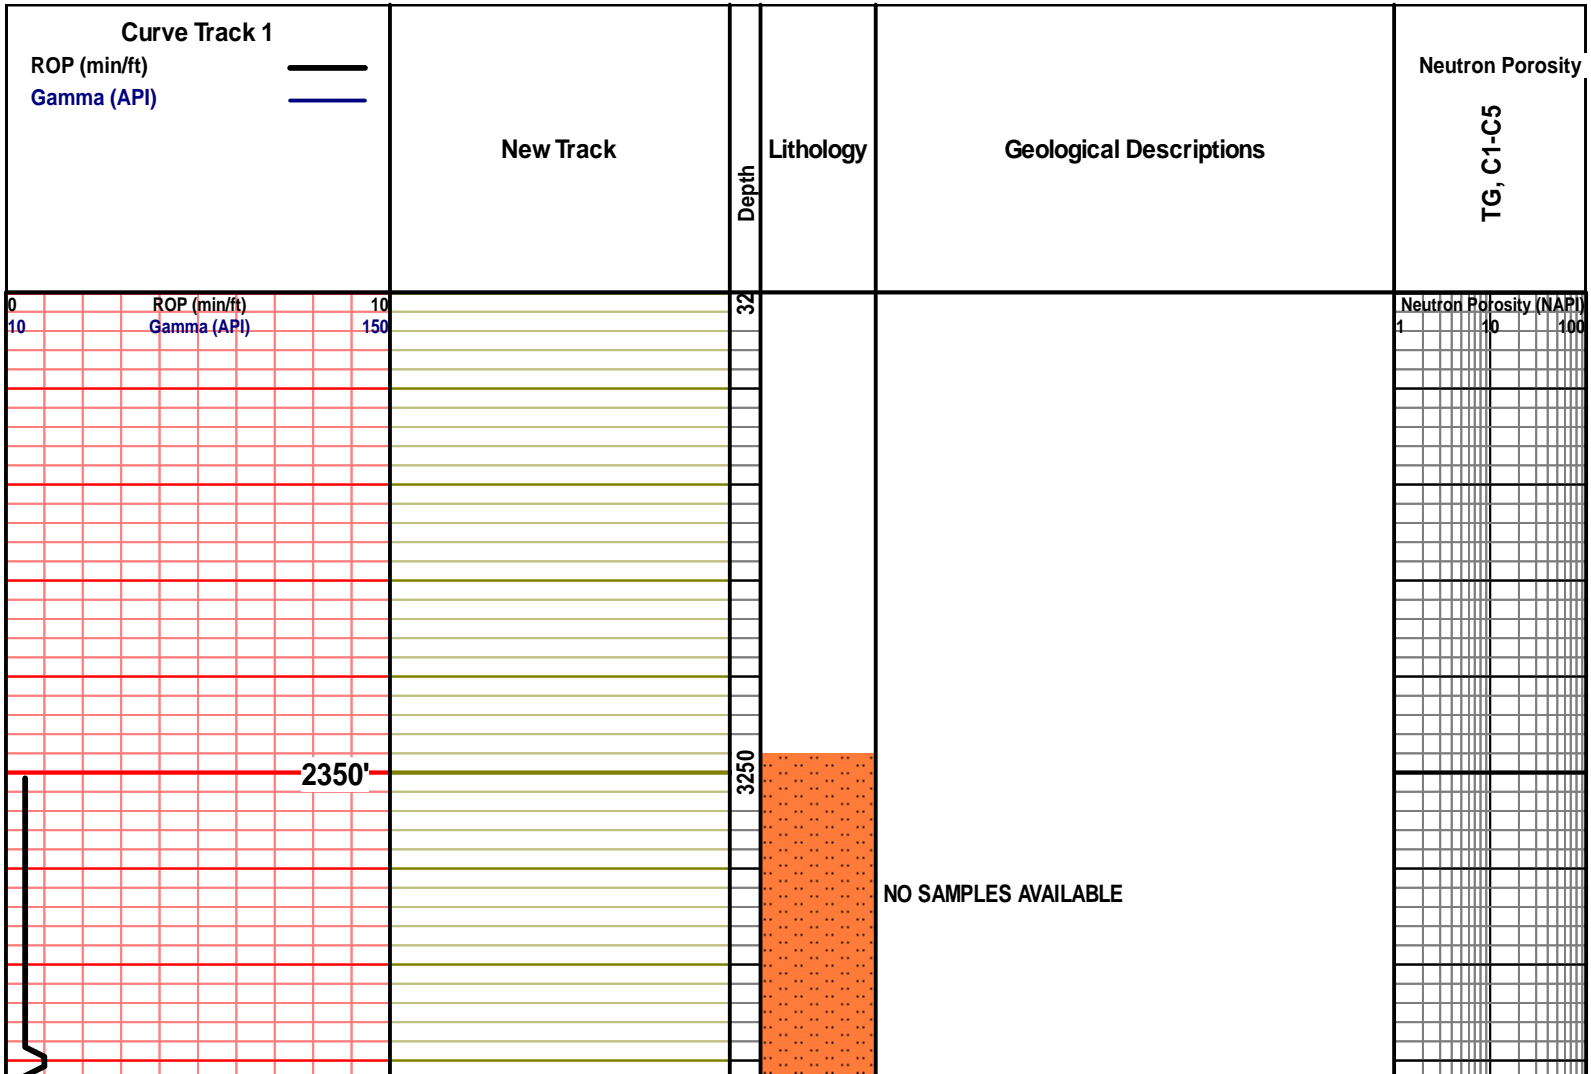 Curve Track 1
ROP (min/ft)
Gamma (API)
New Track
Depth
Lithology
Geological Descriptions
Neutron Porosity
TG, C1-C5
0 ROP (min/ft) 10
10 Gamma (API) 150
32
Neutron Porosity (NAPI)
1 10 100
2350'
3250
NO SAMPLES AVAILABLE